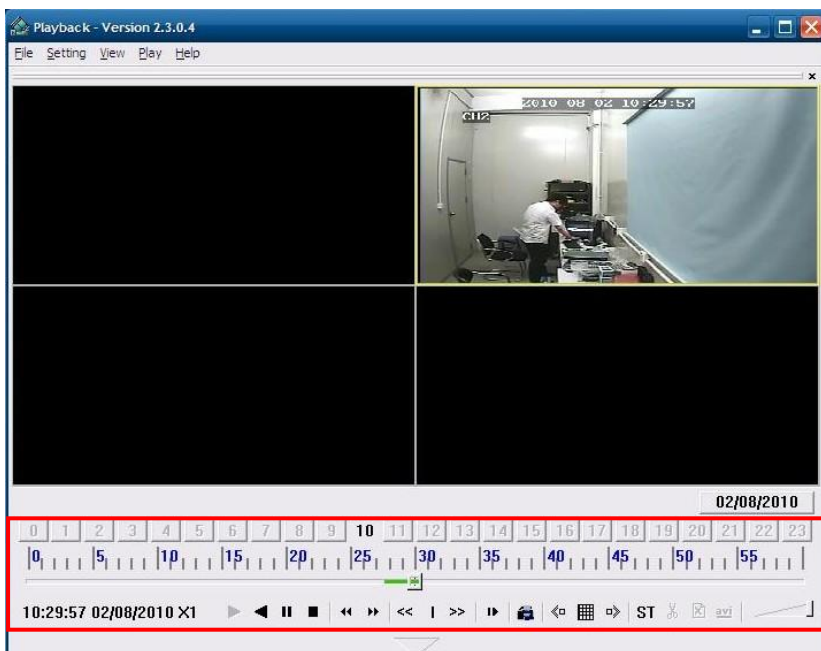 Playback - Version 2.3.0.4
File Setting View Play Help
2010 08 02 10:29:57
CH2
02/08/2010
0 1 2 3 4 5 6 7 8 9 10 11 12 13 14 15 16 17 18 19 20 21 22 23
0 5 10 15 20 25 30 35 40 45 50 55
10:29:57 02/08/2010 X1 << I >> ST avi